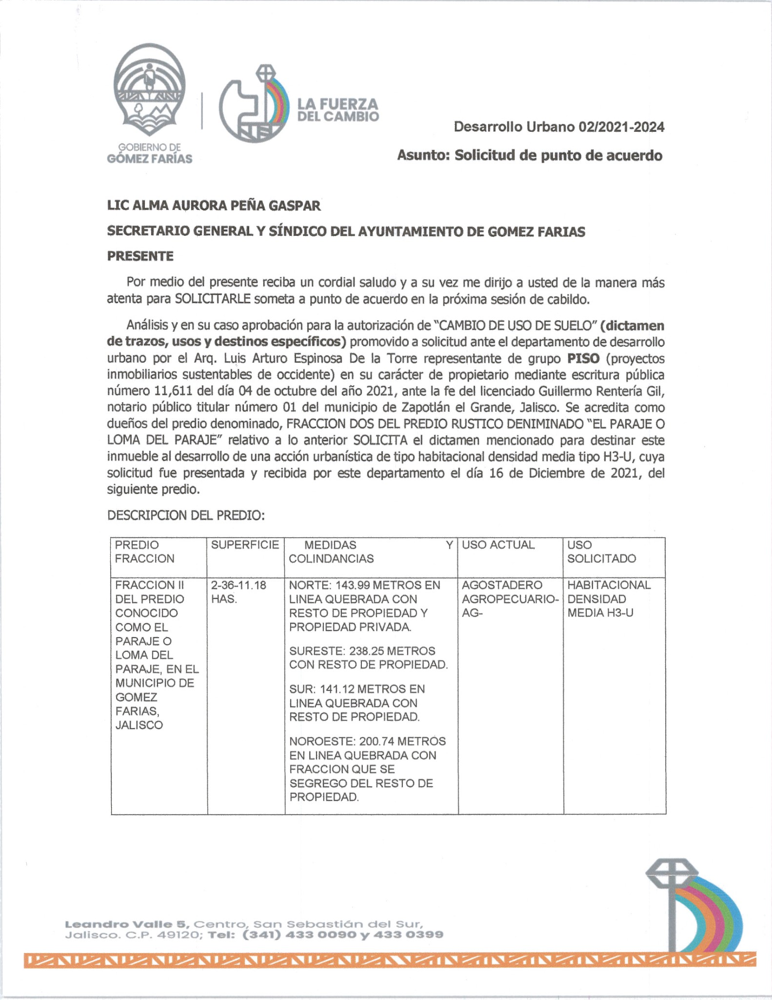 LA FUERZA
DEL CAMBIO
GOBIERNO DE
GÓMEZ FARÍAS
Desarrollo Urbano 02/2021-2024
Asunto: Solicitud de punto de acuerdo
LIC ALMA AURORA PEÑA GASPAR
SECRETARIO GENERAL Y SÍNDICO DEL AYUNTAMIENTO DE GOMEZ FARIAS
PRESENTE
Por medio del presente reciba un cordial saludo y a su vez me dirijo a usted de la manera más
atenta para SOLICITARLE someta a punto de acuerdo en la próxima sesión de cabildo.
Análisis y en su caso aprobación para la autorización de “CAMBIO DE USO DE SUELO” (dictamen
de trazos, usos y destinos específicos) promovido a solicitud ante el departamento de desarrollo
urbano por el Arq. Luis Arturo Espinosa De la Torre representante de grupo PISO (proyectos
inmobiliarios sustentables de occidente) en su carácter de propietario mediante escritura pública
número 11,611 del día 04 de octubre del año 2021, ante la fe del licenciado Guillermo Rentería Gil,
notario público titular número 01 del municipio de Zapotlán el Grande, Jalisco. Se acredita como
dueños del predio denominado, FRACCION DOS DEL PREDIO RUSTICO DENIMINADO “EL PARAJE O
LOMA DEL PARAJE” relativo a lo anterior SOLICITA el dictamen mencionado para destinar este
inmueble al desarrollo de una acción urbanística de tipo habitacional densidad media tipo H3-U, cuya
solicitud fue presentada y recibida por este departamento el día 16 de Diciembre de 2021, del
siguiente predio.
DESCRIPCION DEL PREDIO:
PREDIO
FRACCION
SUPERFICIE
MEDIDAS Y
COLINDANCIAS
USO ACTUAL
USO
SOLICITADO
FRACCION II
DEL PREDIO
CONOCIDO
COMO EL
PARAJE O
LOMA DEL
PARAJE, EN EL
MUNICIPIO DE
GOMEZ
FARIAS,
JALISCO
2-36-11.18
HAS.
NORTE: 143.99 METROS EN
LINEA QUEBRADA CON
RESTO DE PROPIEDAD Y
PROPIEDAD PRIVADA.
SURESTE: 238.25 METROS
CON RESTO DE PROPIEDAD.
SUR: 141.12 METROS EN
LINEA QUEBRADA CON
RESTO DE PROPIEDAD.
NOROESTE: 200.74 METROS
EN LINEA QUEBRADA CON
FRACCION QUE SE
SEGREGO DEL RESTO DE
PROPIEDAD.
AGOSTADERO
AGROPECUARIO-
AG-
HABITACIONAL
DENSIDAD
MEDIA H3-U
Leandro Valle 5, Centro, San Sebastián del Sur,
Jalisco. C.P. 49120; Tel: (341) 433 0090 y 433 0399